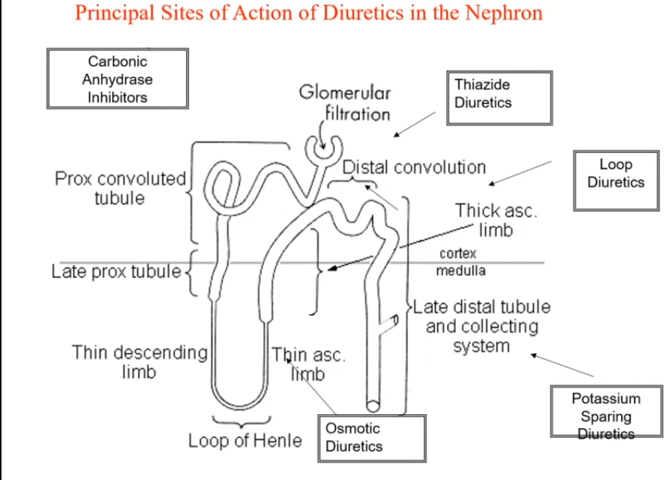 Principal Sites of Action of Diuretics in the Nephron
Carbonic
Anhydrase
Inhibitors
Glomerular
filtration
Thiazide
Diuretics
Distal convolution
Loop
Diuretics
Prox convoluted
tubule
Thick asc.
limb
cortex
medulla
Late prox tubule
Late distal tubule
and collecting
system
Thin descending
limb
Thin asc.
limb
Potassium
Sparing
Diuretics
Loop of Henle
Osmotic
Diuretics